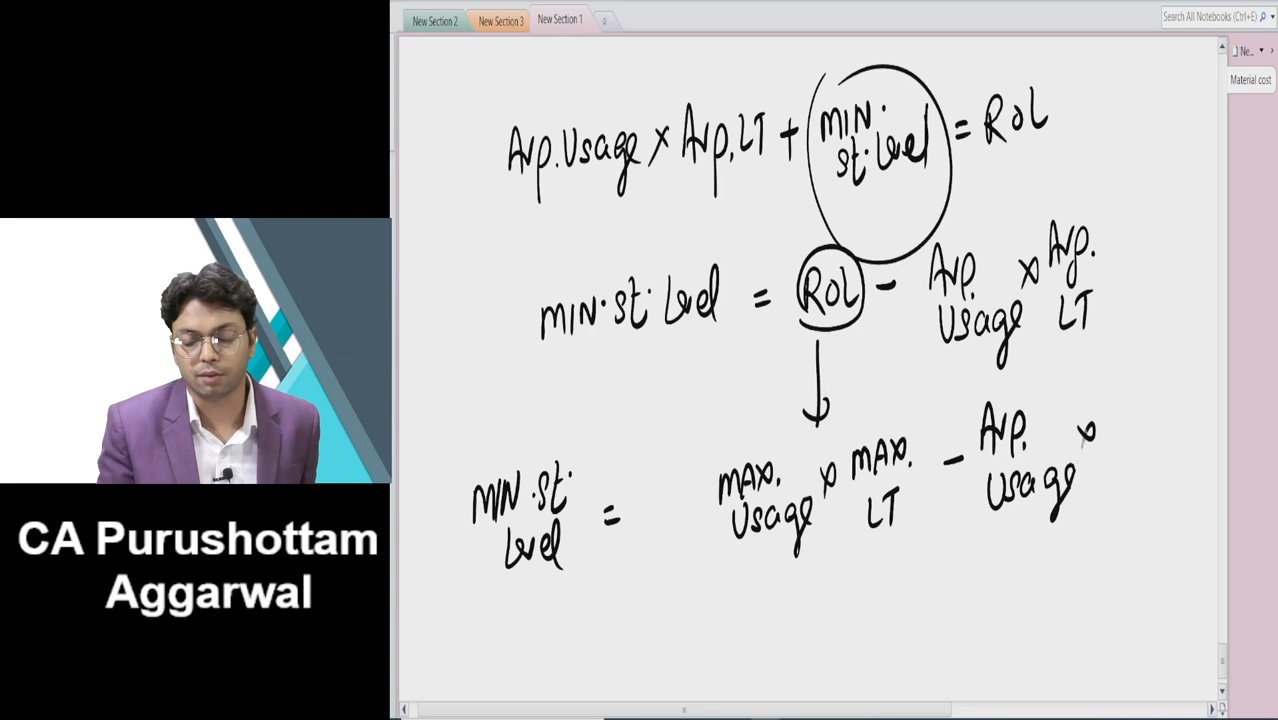 New Section 2
New Section 3
New Section 1
Search All Notebooks (Ctrl+E)
Ne...
Material cost
Avg. Usage × Avg. LT + MIN. St. Level = ROL
MIN. St. Level = ROL - Avg. Usage × Avg. LT
MIN. St. Level = MAX. Usage × MAX. LT - Avg. Usage ×
CA Purushottam
Aggarwal